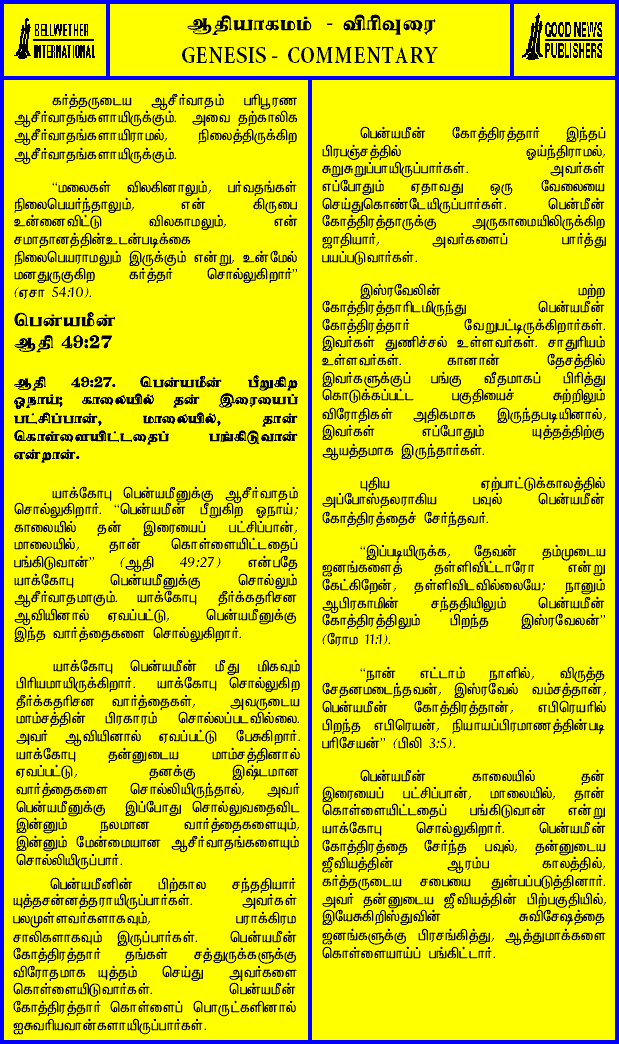 BELLWETHER
INTERNATIONAL
ஆதியாகமம் - விரிவுரை
GENESIS - COMMENTARY
GOOD NEWS
PUBLISHERS
கர்த்தருடைய ஆசீர்வாதம் பரிபூரண
ஆசீர்வாதங்களாயிருக்கும். அவை தற்காலிக
ஆசீர்வாதங்களாயிராமல், நிலைத்திருக்கிற
ஆசீர்வாதங்களாயிருக்கும்.
“மலைகள் விலகினாலும், பர்வதங்கள்
நிலைபெயர்ந்தாலும், என் கிருபை
உன்னைவிட்டு விலகாமலும், என்
சமாதானத்தின்உடன்படிக்கை
நிலைபெயராமலும் இருக்கும் என்று, உன்மேல்
மனதுருகுகிற கர்த்தர் சொல்லுகிறார்”
(ஏசா 54:10).
பென்யமீன்
ஆதி 49:27
ஆதி 49:27. பென்யமீன் பீறுகிற
ஓநாய்; காலையில் தன் இரையைப்
பட்சிப்பான், மாலையில், தான்
கொள்ளையிட்டதைப் பங்கிடுவான்
என்றான்.
யாக்கோபு பென்யமீனுக்கு ஆசீர்வாதம்
சொல்லுகிறார். “பென்யமீன் பீறுகிற ஓநாய்;
காலையில் தன் இரையைப் பட்சிப்பான்,
மாலையில், தான் கொள்ளையிட்டதைப்
பங்கிடுவான்” (ஆதி 49:27) என்பதே
யாக்கோபு பென்யமீனுக்கு சொல்லும்
ஆசீர்வாதமாகும். யாக்கோபு தீர்க்கதரிசன
ஆவியினால் ஏவப்பட்டு, பென்யமீனுக்கு
இந்த வார்த்தைகளை சொல்லுகிறார்.
யாக்கோபு பென்யமீன் மீது மிகவும்
பிரியமாயிருக்கிறார். யாக்கோபு சொல்லுகிற
தீர்க்கதரிசன வார்த்தைகள், அவருடைய
மாம்சத்தின் பிரகாரம் சொல்லப்படவில்லை.
அவர் ஆவியினால் ஏவப்பட்டு பேசுகிறார்.
யாக்கோபு தன்னுடைய மாம்சத்தினால்
ஏவப்பட்டு, தனக்கு இஷ்டமான
வார்த்தைகளை சொல்லியிருந்தால், அவர்
பென்யமீனுக்கு இப்போது சொல்லுவதைவிட
இன்னும் நலமான வார்த்தைகளையும்,
இன்னும் மேன்மையான ஆசீர்வாதங்களையும்
சொல்லியிருப்பார்.
பென்யமீனின் பிற்கால சந்ததியார்
யுத்தசன்னத்தராயிருப்பார்கள். அவர்கள்
பலமுள்ளவர்களாகவும், பராக்கிரம
சாலிகளாகவும் இருப்பார்கள். பென்யமீன்
கோத்திரத்தார் தங்கள் சத்துருக்களுக்கு
விரோதமாக யுத்தம் செய்து அவர்களை
கொள்ளையிடுவார்கள். பென்யமீன்
கோத்திரத்தார் கொள்ளைப் பொருட்களினால்
ஐசுவரியவான்களாயிருப்பார்கள்.
பென்யமீன் கோத்திரத்தார் இந்தப்
பிரபஞ்சத்தில் ஓய்ந்திராமல்,
சுறுசுறுப்பாயிருப்பார்கள். அவர்கள்
எப்போதும் ஏதாவது ஒரு வேலையை
செய்துகொண்டேயிருப்பார்கள். பென்மீன்
கோத்திரத்தாருக்கு அருகாமையிலிருக்கிற
ஜாதியார், அவர்களைப் பார்த்து
பயப்படுவார்கள்.
இஸ்ரவேலின் மற்ற
கோத்திரத்தாரிடமிருந்து பென்யமீன்
கோத்திரத்தார் வேறுபட்டிருக்கிறார்கள்.
இவர்கள் துணிச்சல் உள்ளவர்கள். சாதுரியம்
உள்ளவர்கள். கானான் தேசத்தில்
இவர்களுக்குப் பங்கு வீதமாகப் பிரித்து
கொடுக்கப்பட்ட பகுதியைச் சுற்றிலும்
விரோதிகள் அதிகமாக இருந்தபடியினால்,
இவர்கள் எப்போதும் யுத்தத்திற்கு
ஆயத்தமாக இருந்தார்கள்.
புதிய ஏற்பாட்டுக்காலத்தில்
அப்போஸ்தலராகிய பவுல் பென்யமீன்
கோத்திரத்தைச் சேர்ந்தவர்.
“இப்படியிருக்க, தேவன் தம்முடைய
ஜனங்களைத் தள்ளிவிட்டாரோ என்று
கேட்கிறேன், தள்ளிவிடவில்லையே; நானும்
ஆபிரகாமின் சந்ததியிலும் பென்யமீன்
கோத்திரத்திலும் பிறந்த இஸ்ரவேலன்”
(ரோம 11:1).
“நான் எட்டாம் நாளில், விருத்த
சேதனமடைந்தவன், இஸ்ரவேல் வம்சத்தான்,
பென்யமீன் கோத்திரத்தான், எபிரெயரில்
பிறந்த எபிரெயன், நியாயப்பிரமாணத்தின்படி
பரிசேயன்” (பிலி 3:5).
பென்யமீன் காலையில் தன்
இரையைப் பட்சிப்பான், மாலையில், தான்
கொள்ளையிட்டதைப் பங்கிடுவான் என்று
யாக்கோபு சொல்லுகிறார். பென்யமீன்
கோத்திரத்தை சேர்ந்த பவுல், தன்னுடைய
ஜீவியத்தின் ஆரம்ப காலத்தில்,
கர்த்தருடைய சபையை துன்பப்படுத்தினார்.
அவர் தன்னுடைய ஜீவியத்தின் பிற்பகுதியில்,
இயேசுகிறிஸ்துவின் சுவிசேஷத்தை
ஜனங்களுக்கு பிரசங்கித்து, ஆத்துமாக்களை
கொள்ளையாய்ப் பங்கிட்டார்.